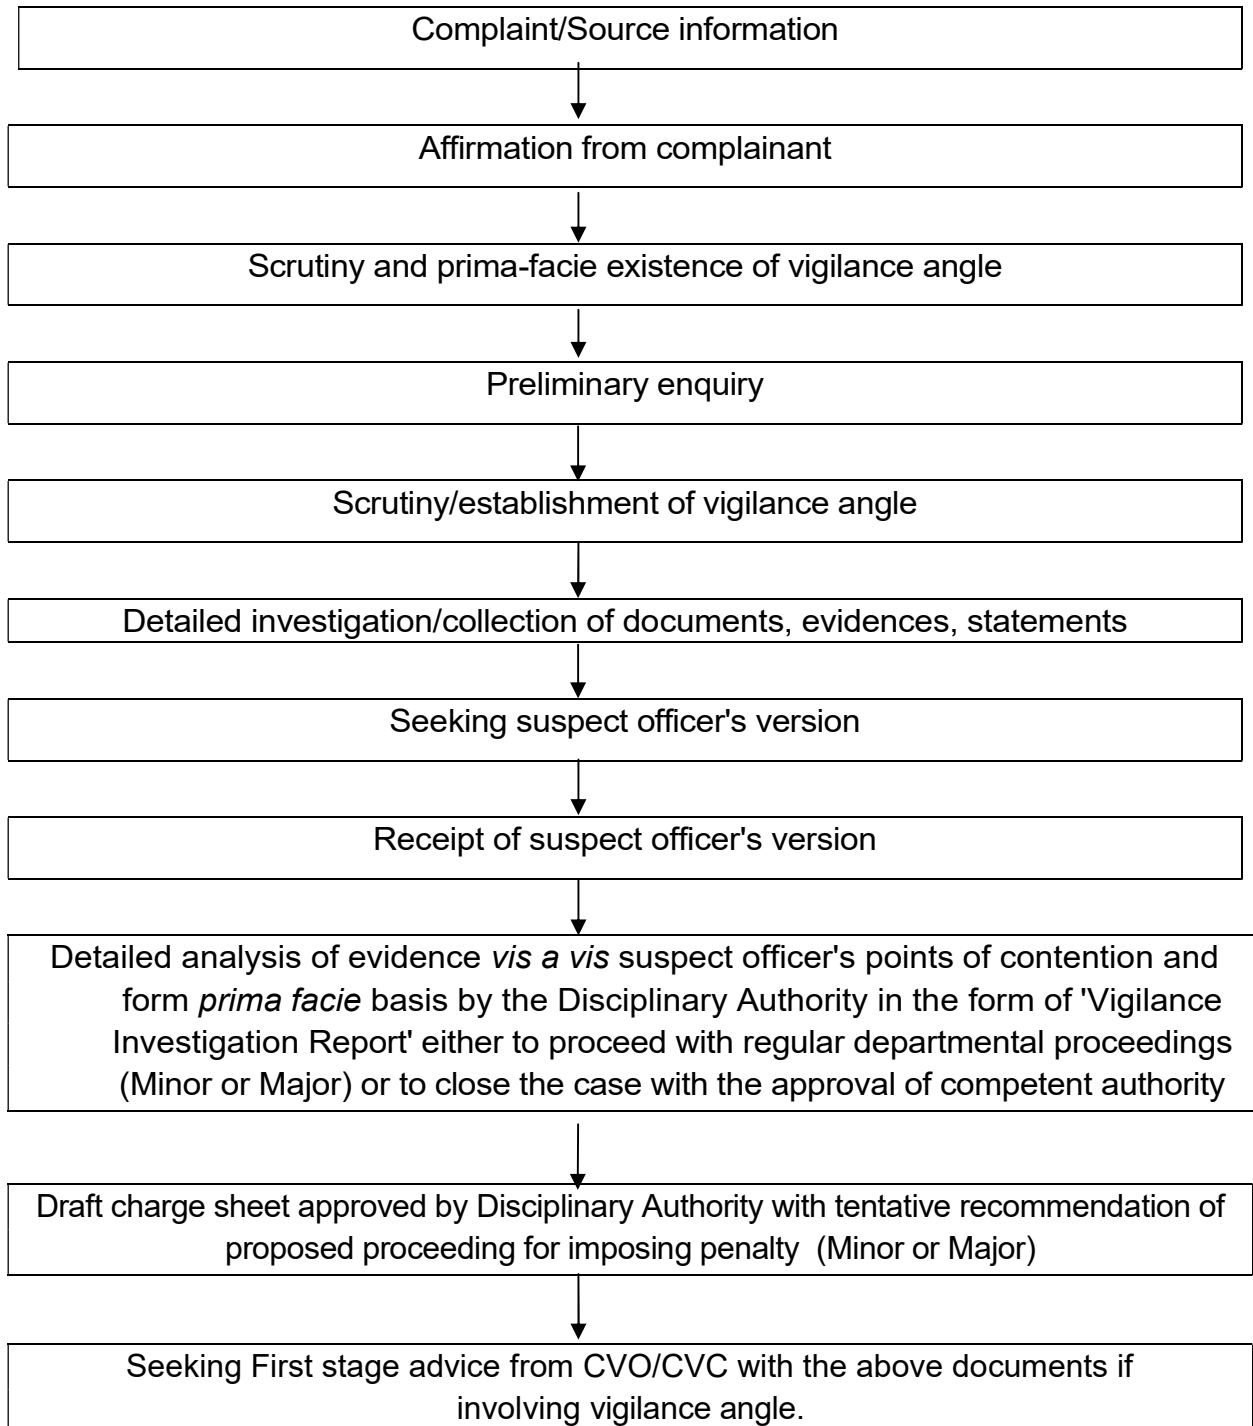 Complaint/Source information
Affirmation from complainant
Scrutiny and prima-facie existence of vigilance angle
Preliminary enquiry
Scrutiny/establishment of vigilance angle
Detailed investigation/collection of documents, evidences, statements
Seeking suspect officer's version
Receipt of suspect officer's version
Detailed analysis of evidence vis a vis suspect officer's points of contention and
form prima facie basis by the Disciplinary Authority in the form of 'Vigilance
Investigation Report' either to proceed with regular departmental proceedings
(Minor or Major) or to close the case with the approval of competent authority
Draft charge sheet approved by Disciplinary Authority with tentative recommendation of
proposed proceeding for imposing penalty (Minor or Major)
Seeking First stage advice from CVO/CVC with the above documents if
involving vigilance angle.